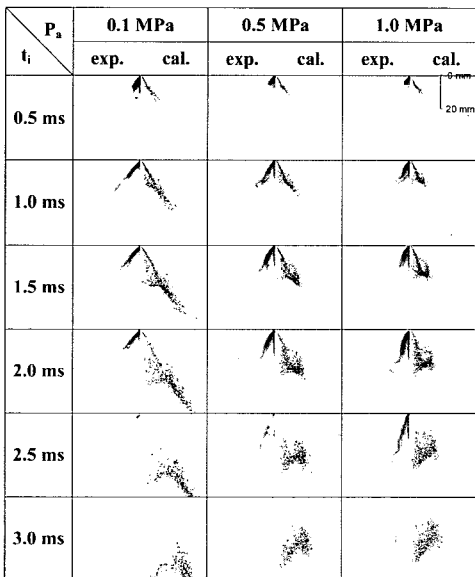 Pa 0.1 MPa 0.5 MPa 1.0 MPa
ti exp. cal. exp. cal. exp. cal.
0 mm
0.5 ms
20 mm
1.0 ms
1.5 ms
2.0 ms
2.5 ms
3.0 ms